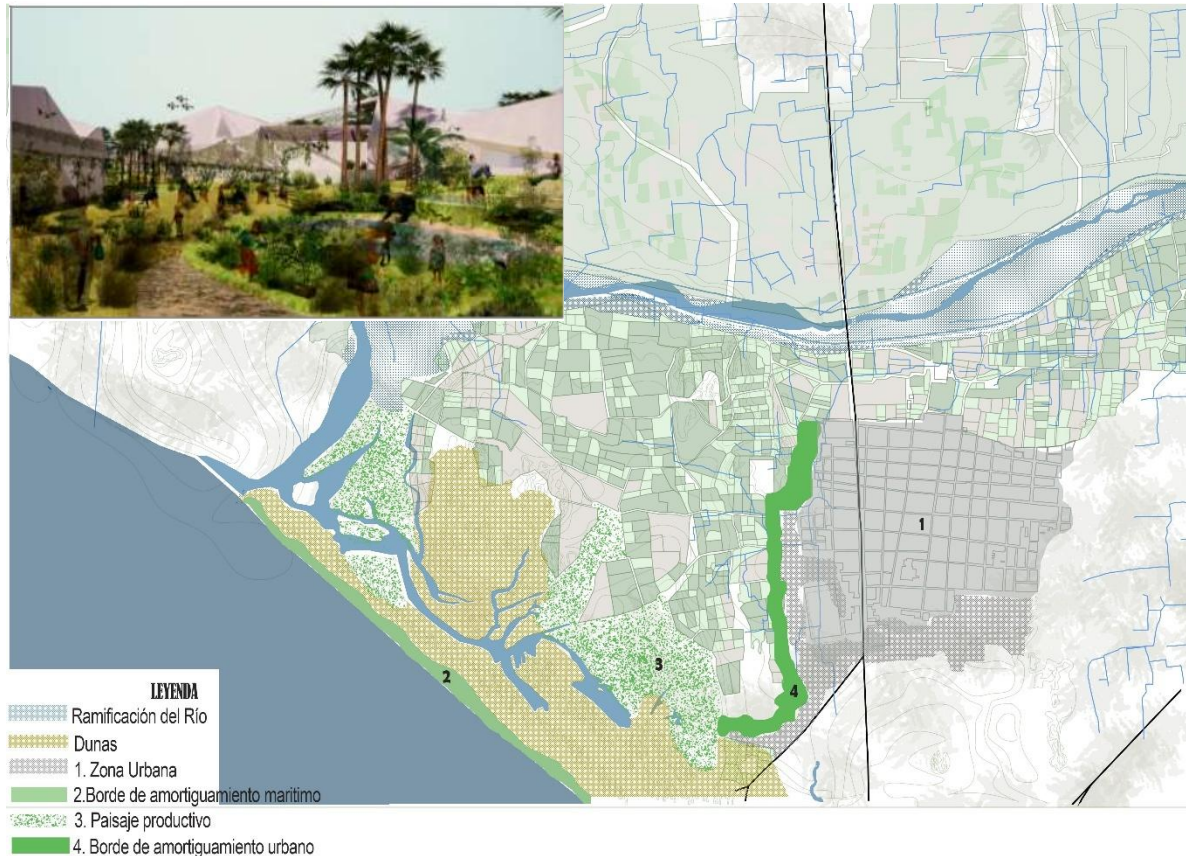 1
2
3
4
LEYENDA
Ramificación del Río
Dunas
1. Zona Urbana
2.Borde de amortiguamiento maritimo
3. Paisaje productivo
4. Borde de amortiguamiento urbano